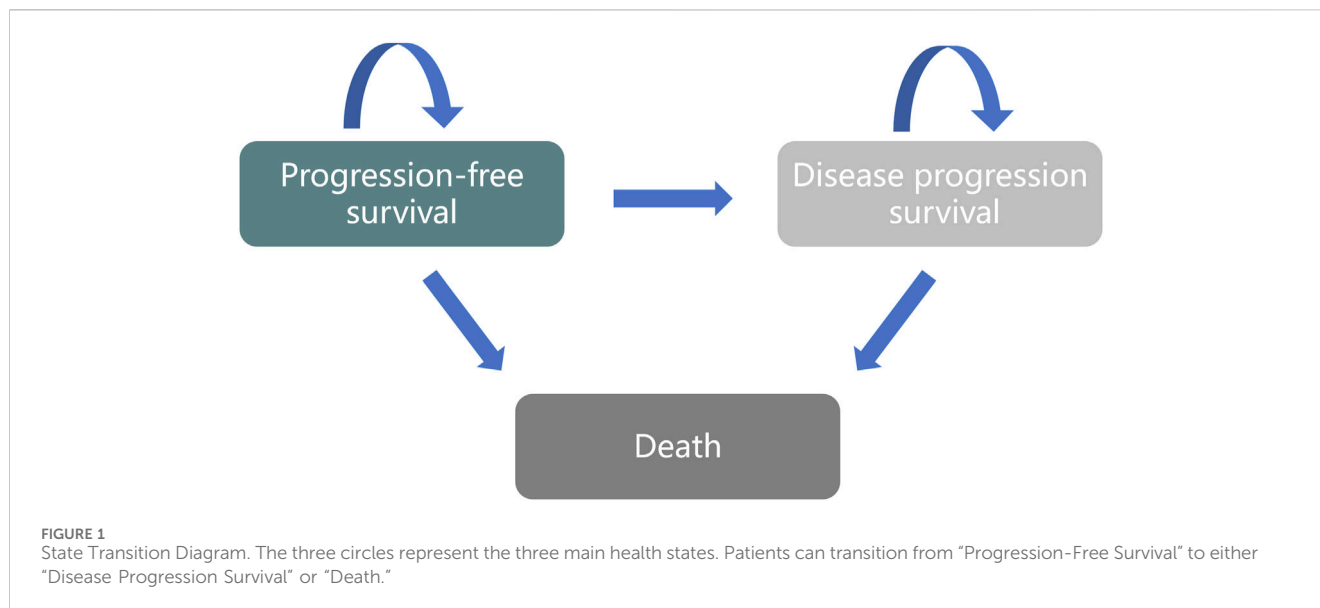 Progression-free
survival
Disease progression
survival
Death
FIGURE 1
State Transition Diagram. The three circles represent the three main health states. Patients can transition from “Progression-Free Survival” to either
“Disease Progression Survival” or “Death.”